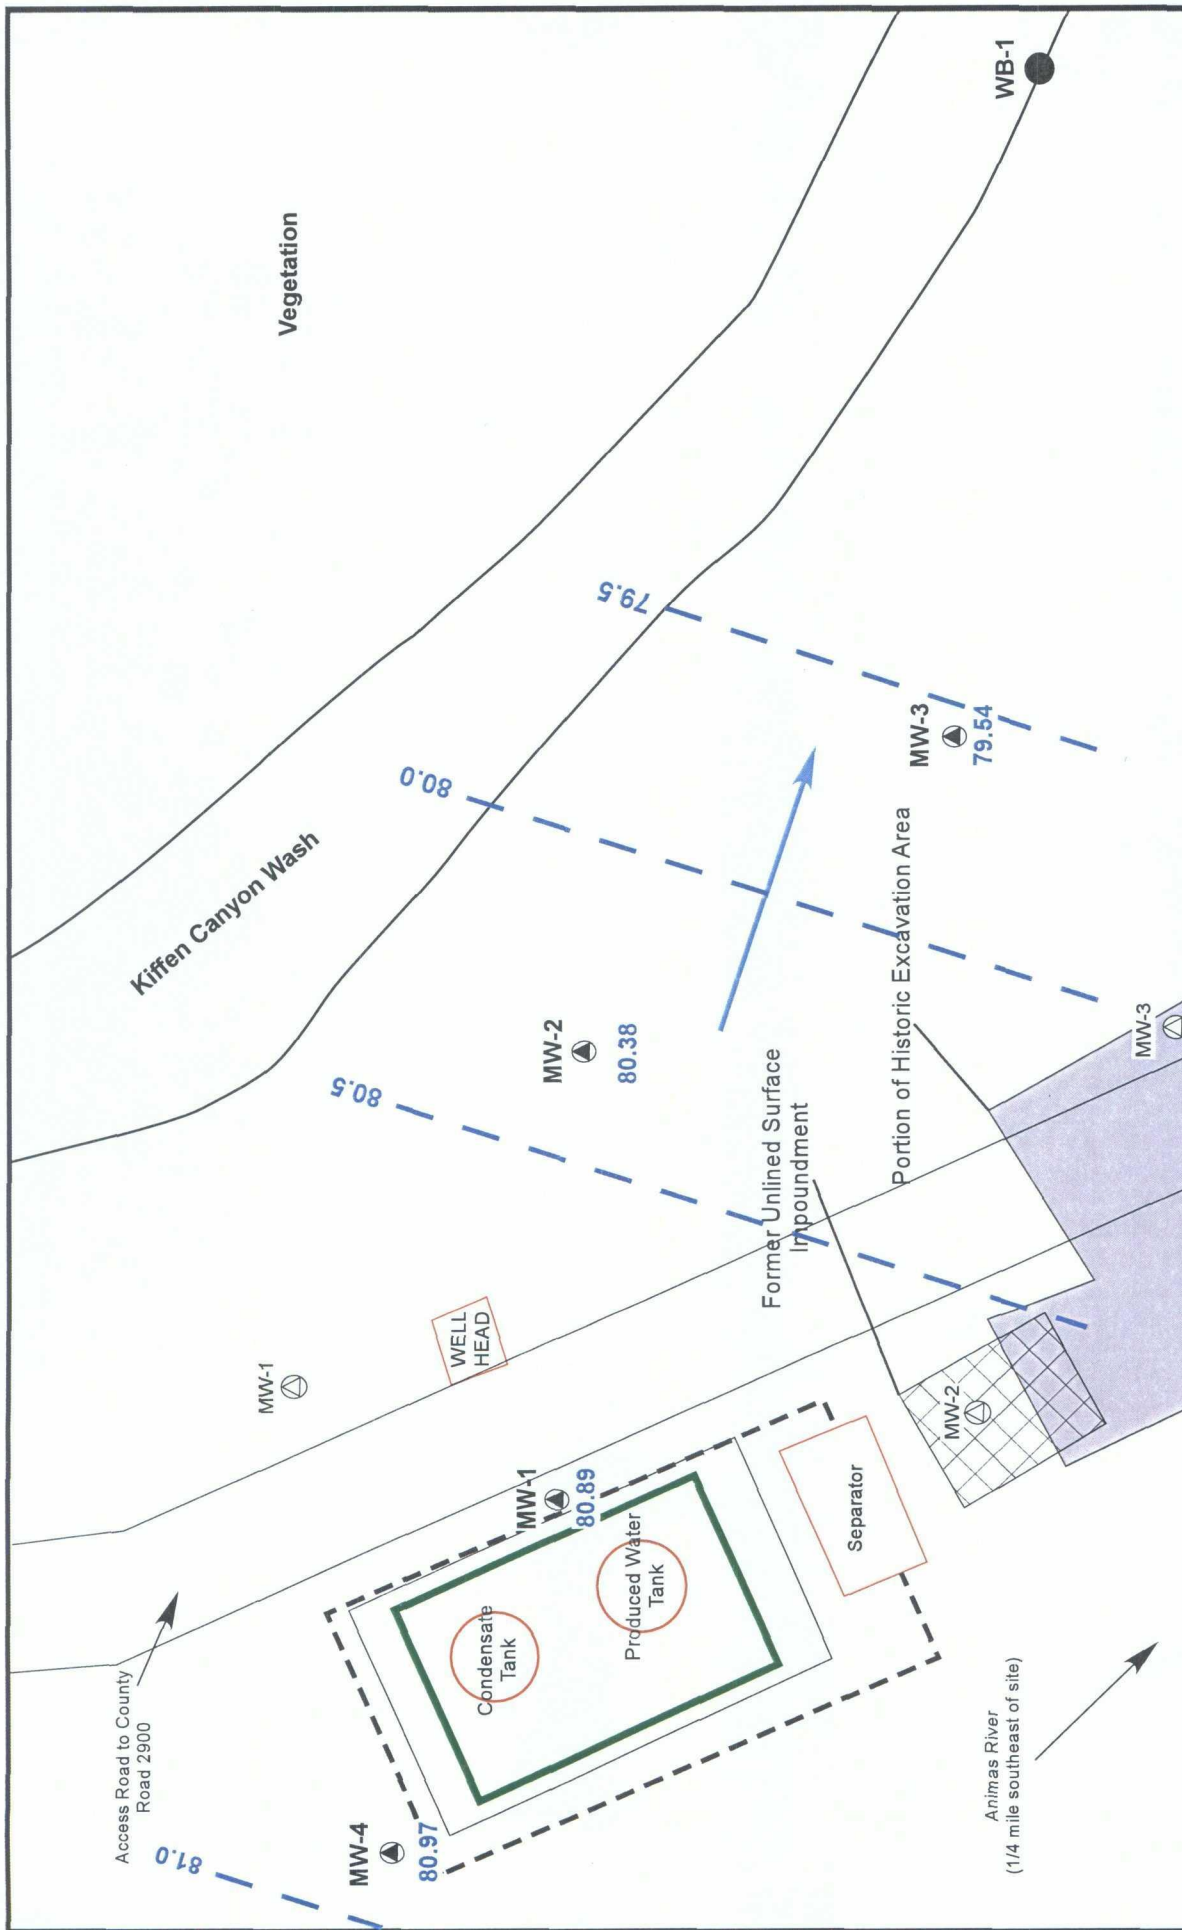 Access Road to County
Road 2900
81.0
MW-4
80.97
Condensate
Tank
Produced Water
Tank
MW-1
80.89
Separator
Animas River
(1/4 mile southeast of site)
MW-1
WELL
HEAD
MW-2
Former Unlined Surface
Impoundment
80.5
MW-2
80.38
Portion of Historic Excavation Area
MW-3
Kiffen Canyon Wash
80.0
79.5
MW-3
79.54
Vegetation
WB-1